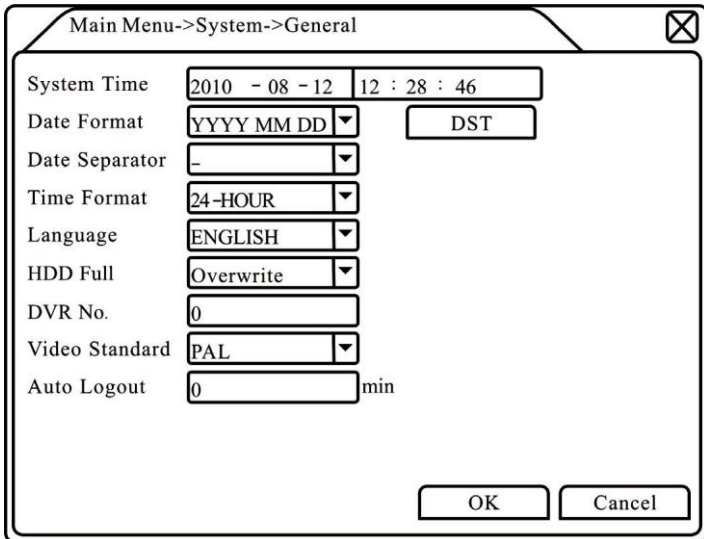 Main Menu->System->General
System Time 2010 - 08 - 12 12 : 28 : 46
Date Format YYYY MM DD DST
Date Separator -
Time Format 24-HOUR
Language ENGLISH
HDD Full Overwrite
DVR No. 0
Video Standard PAL
Auto Logout 0 min
OK Cancel